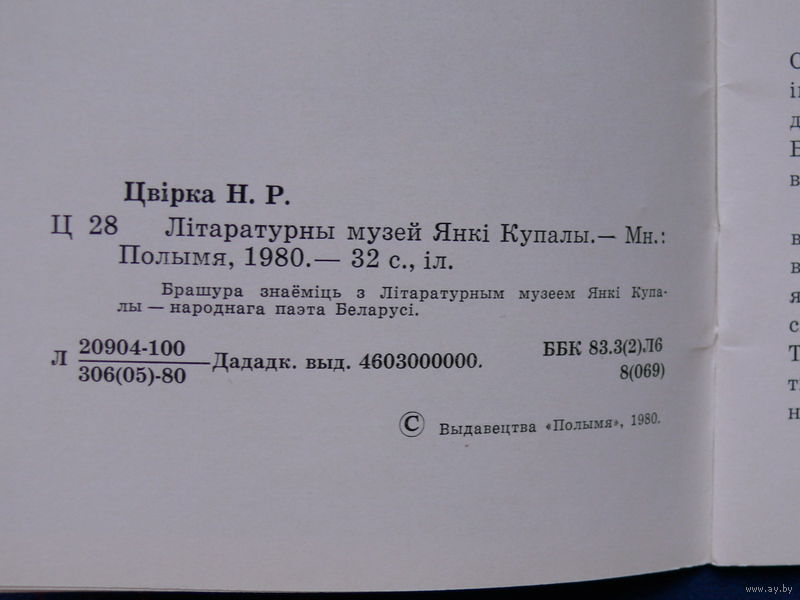 Цвірка Н. Р.
Ц 28 Літаратурны музей Янкі Купалы.— Мн.:
Полымя, 1980.— 32 с., іл.
Брашура знаёміць з Літаратурным музеем Янкі Купа-
лы — народнага паэта Беларусі.
Л 20904-100
306(05)-80 —Дададк. выд. 4603000000.
ББК 83.3(2)Л6
8(069)
© Выдавецтва «Полымя», 1980.
www.ay.by